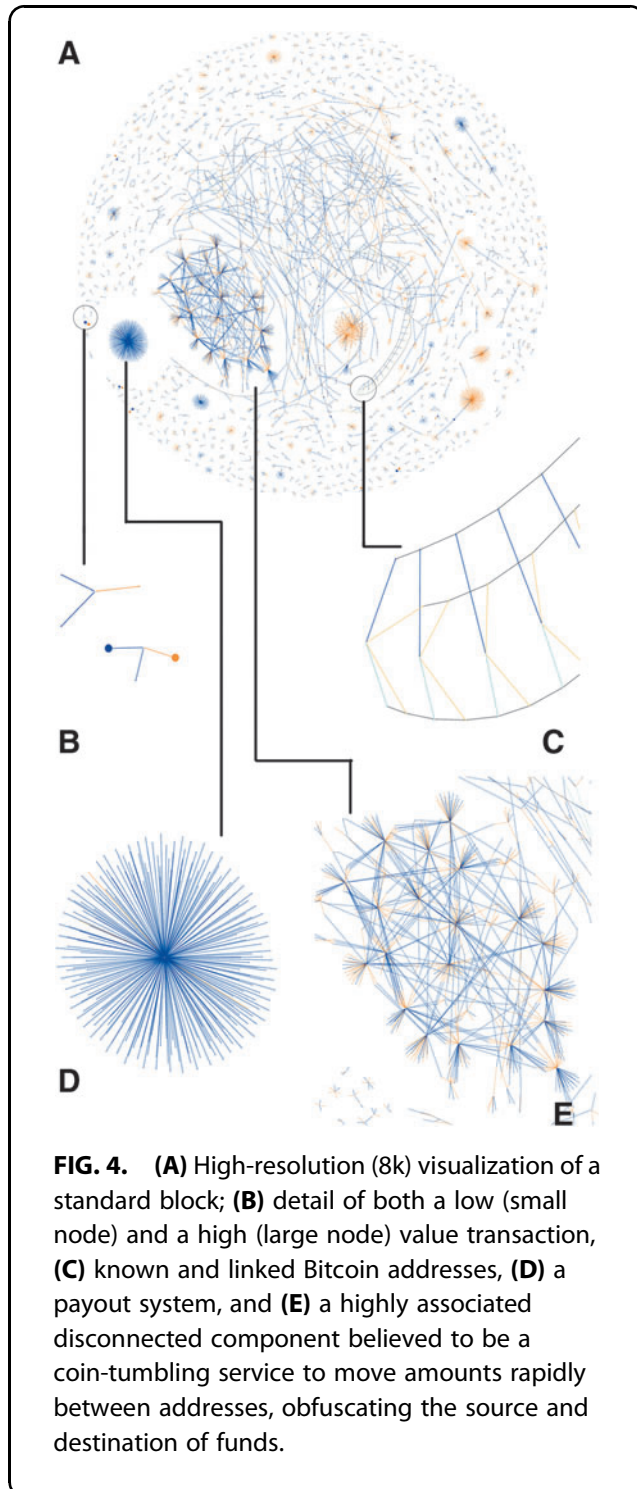 A
B
C
D
E
FIG. 4. (A) High-resolution (8k) visualization of a
standard block; (B) detail of both a low (small
node) and a high (large node) value transaction,
(C) known and linked Bitcoin addresses, (D) a
payout system, and (E) a highly associated
disconnected component believed to be a
coin-tumbling service to move amounts rapidly
between addresses, obfuscating the source and
destination of funds.